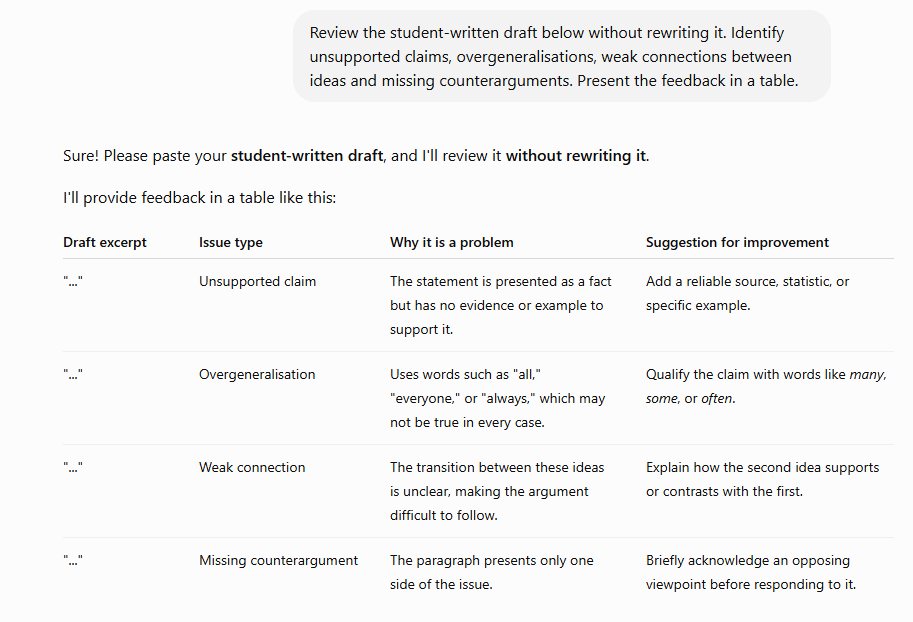 Review the student-written draft below without rewriting it. Identify
unsupported claims, overgeneralisations, weak connections between
ideas and missing counterarguments. Present the feedback in a table.
Sure! Please paste your student-written draft, and I'll review it without rewriting it.
I'll provide feedback in a table like this:
Draft excerpt Issue type Why it is a problem Suggestion for improvement
"..." Unsupported claim The statement is presented as a fact Add a reliable source, statistic, or
but has no evidence or example to specific example.
support it.
"..." Overgeneralisation Uses words such as "all," Qualify the claim with words like many,
"everyone," or "always," which may some, or often.
not be true in every case.
"..." Weak connection The transition between these ideas Explain how the second idea supports
is unclear, making the argument or contrasts with the first.
difficult to follow.
"..." Missing counterargument The paragraph presents only one Briefly acknowledge an opposing
side of the issue. viewpoint before responding to it.